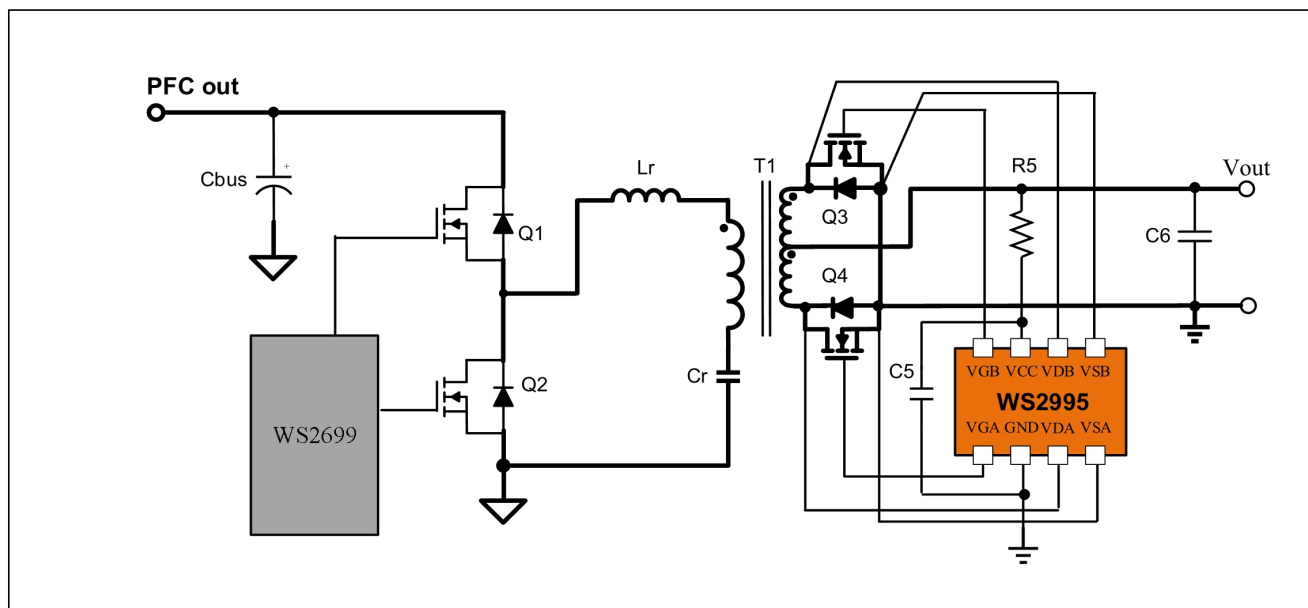 PFC out
Cbus
+
Q1
Lr
T1
R5
Vout
Q3
C6
Q4
Q2
Cr
C5
WS2699
VGB VCC VDB VSB
WS2995
VGA GND VDA VSA